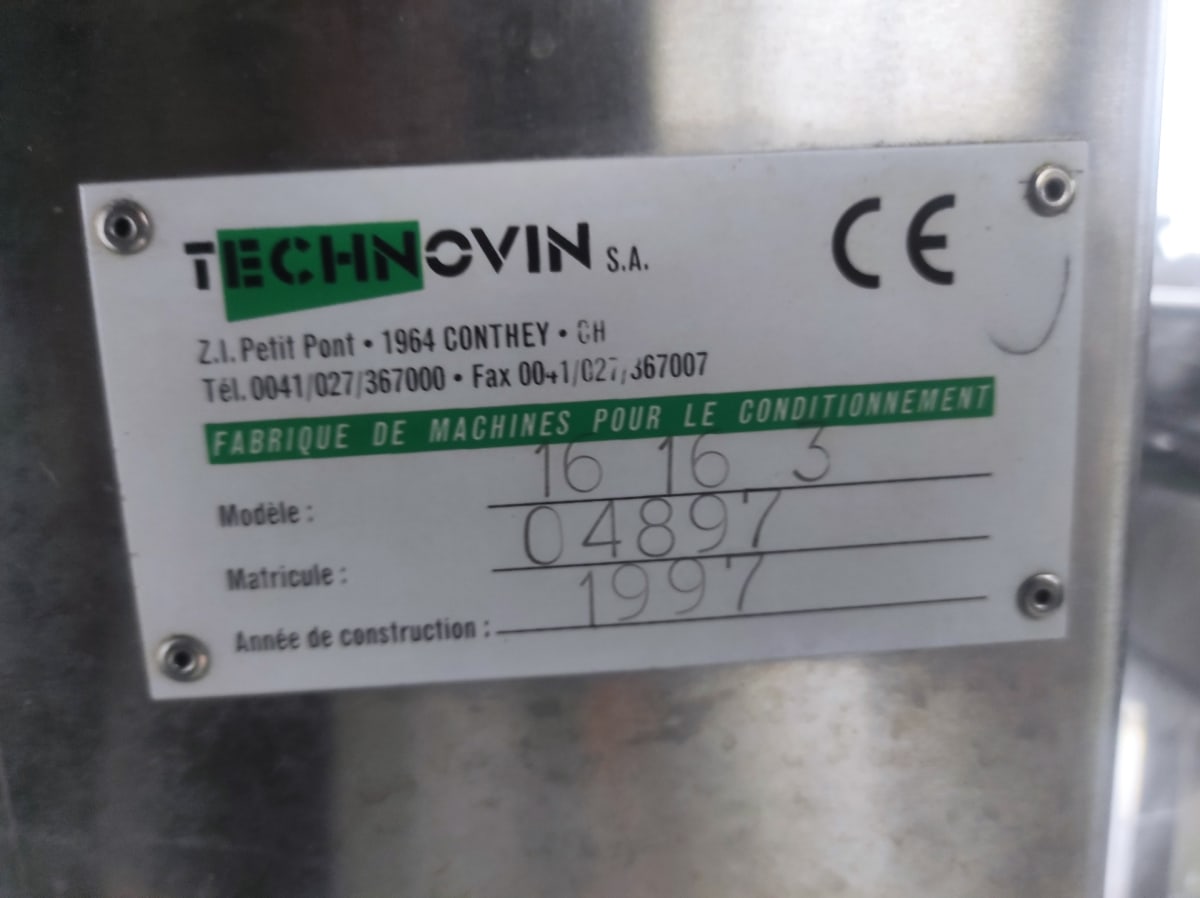 TECHNOVIN S.A.
CE
Z.I. Petit Pont • 1964 CONTHEY • CH
Tél. 0041/027/367000 • Fax 0041/027/367007
FABRIQUE DE MACHINES POUR LE CONDITIONNEMENT
Modèle : 16 16 3
Matricule : 04897
Année de construction : 1997